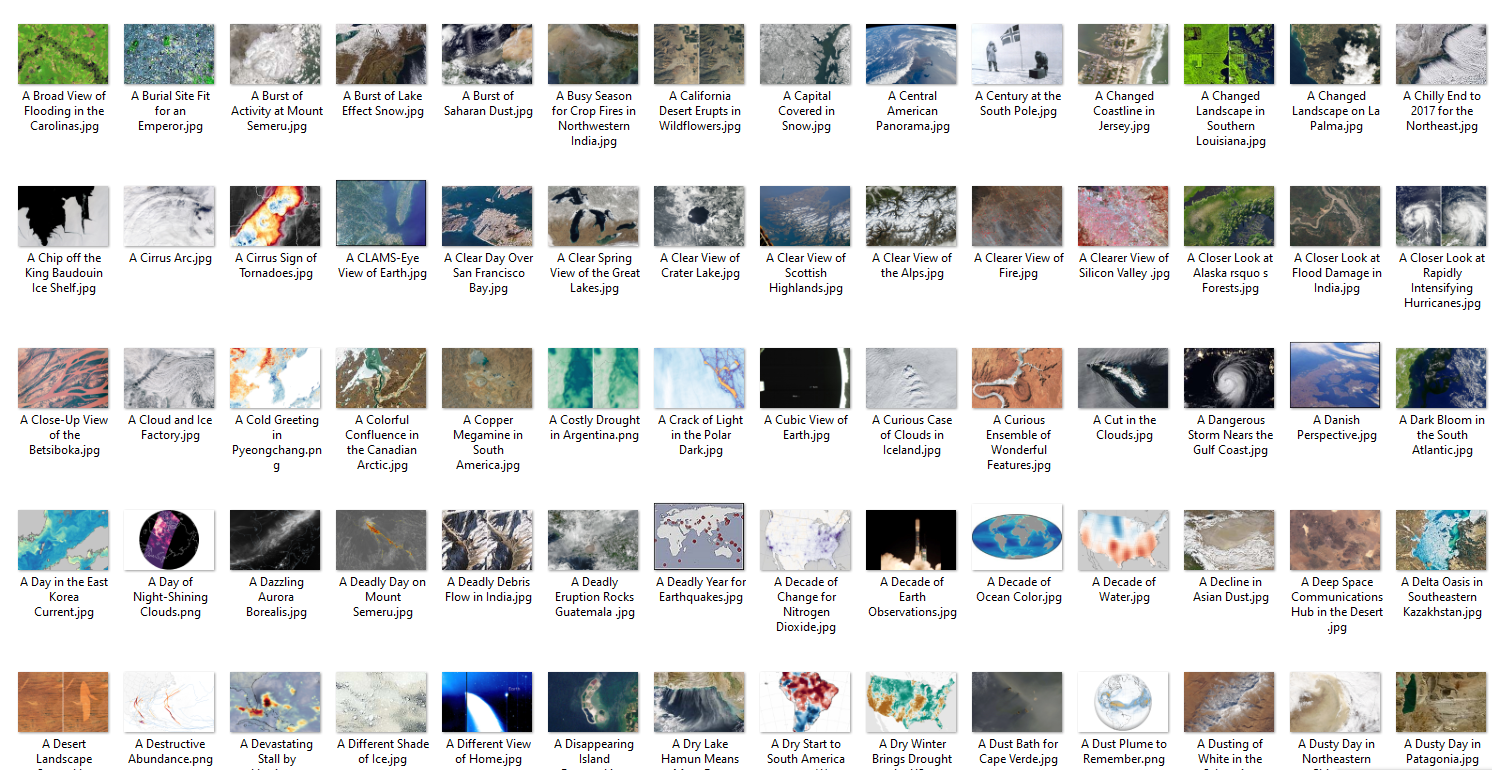 A Broad View of
Flooding in the
Carolinas.jpg
A Burial Site Fit
for an
Emperor.jpg
A Burst of
Activity at Mount
Semeru.jpg
A Burst of Lake
Effect Snow.jpg
A Burst of
Saharan Dust.jpg
A Busy Season
for Crop Fires in
Northwestern
India.jpg
A California
Desert Erupts in
Wildflowers.jpg
A Capital
Covered in
Snow.jpg
A Central
American
Panorama.jpg
A Century at the
South Pole.jpg
A Changed
Coastline in
Jersey.jpg
A Changed
Landscape in
Southern
Louisiana.jpg
A Changed
Landscape on La
Palma.jpg
A Chilly End to
2017 for the
Northeast.jpg
A Chip off the
King Baudouin
Ice Shelf.jpg
A Cirrus Arc.jpg
A Cirrus Sign of
Tornadoes.jpg
A CLAMS-Eye
View of Earth.jpg
A Clear Day Over
San Francisco
Bay.jpg
A Clear Spring
View of the Great
Lakes.jpg
A Clear View of
Crater Lake.jpg
A Clear View of
Scottish
Highlands.jpg
A Clear View of
the Alps.jpg
A Clearer View of
Fire.jpg
A Clearer View of
Silicon Valley .jpg
A Closer Look at
Alaska rsquo s
Forests.jpg
A Closer Look at
Flood Damage in
India.jpg
A Closer Look at
Rapidly
Intensifying
Hurricanes.jpg
A Close-Up View
of the
Betsiboka.jpg
A Cloud and Ice
Factory.jpg
A Cold Greeting
in
Pyeongchang.pn
g
A Colorful
Confluence in
the Canadian
Arctic.jpg
A Copper
Megamine in
South
America.jpg
A Costly Drought
in Argentina.png
A Crack of Light
in the Polar
Dark.jpg
A Cubic View of
Earth.jpg
A Curious Case
of Clouds in
Iceland.jpg
A Curious
Ensemble of
Wonderful
Features.jpg
A Cut in the
Clouds.jpg
A Dangerous
Storm Nears the
Gulf Coast.jpg
A Danish
Perspective.jpg
A Dark Bloom in
the South
Atlantic.jpg
A Day in the East
Korea
Current.jpg
A Day of
Night-Shining
Clouds.png
A Dazzling
Aurora
Borealis.jpg
A Deadly Day on
Mount
Semeru.jpg
A Deadly Debris
Flow in India.jpg
A Deadly
Eruption Rocks
Guatemala .jpg
A Deadly Year for
Earthquakes.jpg
A Decade of
Change for
Nitrogen
Dioxide.jpg
A Decade of
Earth
Observations.jpg
A Decade of
Ocean Color.jpg
A Decade of
Water.jpg
A Decline in
Asian Dust.jpg
A Deep Space
Communications
Hub in the Desert
.jpg
A Delta Oasis in
Southeastern
Kazakhstan.jpg
Earth
A Desert
Landscape
A Destructive
Abundance.png
A Devastating
Stall by
A Different Shade
of Ice.jpg
A Different View
of Home.jpg
A Disappearing
Island
A Dry Lake
Hamun Means
A Dry Start to
South America
A Dry Winter
Brings Drought
A Dust Bath for
Cape Verde.jpg
A Dust Plume to
Remember.png
A Dusting of
White in the
A Dusty Day in
Northeastern
A Dusty Day in
Patagonia.jpg